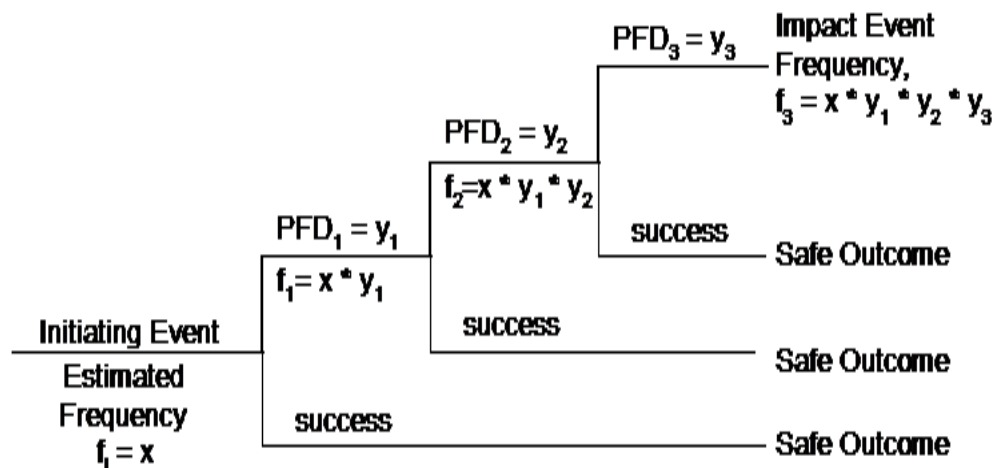 PFD₃ = y₃
Impact Event
Frequency,
f₃ = x * y₁ * y₂ * y₃
PFD₂ = y₂
f₂=x * y₁ * y₂
success
Safe Outcome
PFD₁ = y₁
f₁= x * y₁
success
Safe Outcome
Initiating Event
Estimated
Frequency
fᵢ = x
success
Safe Outcome